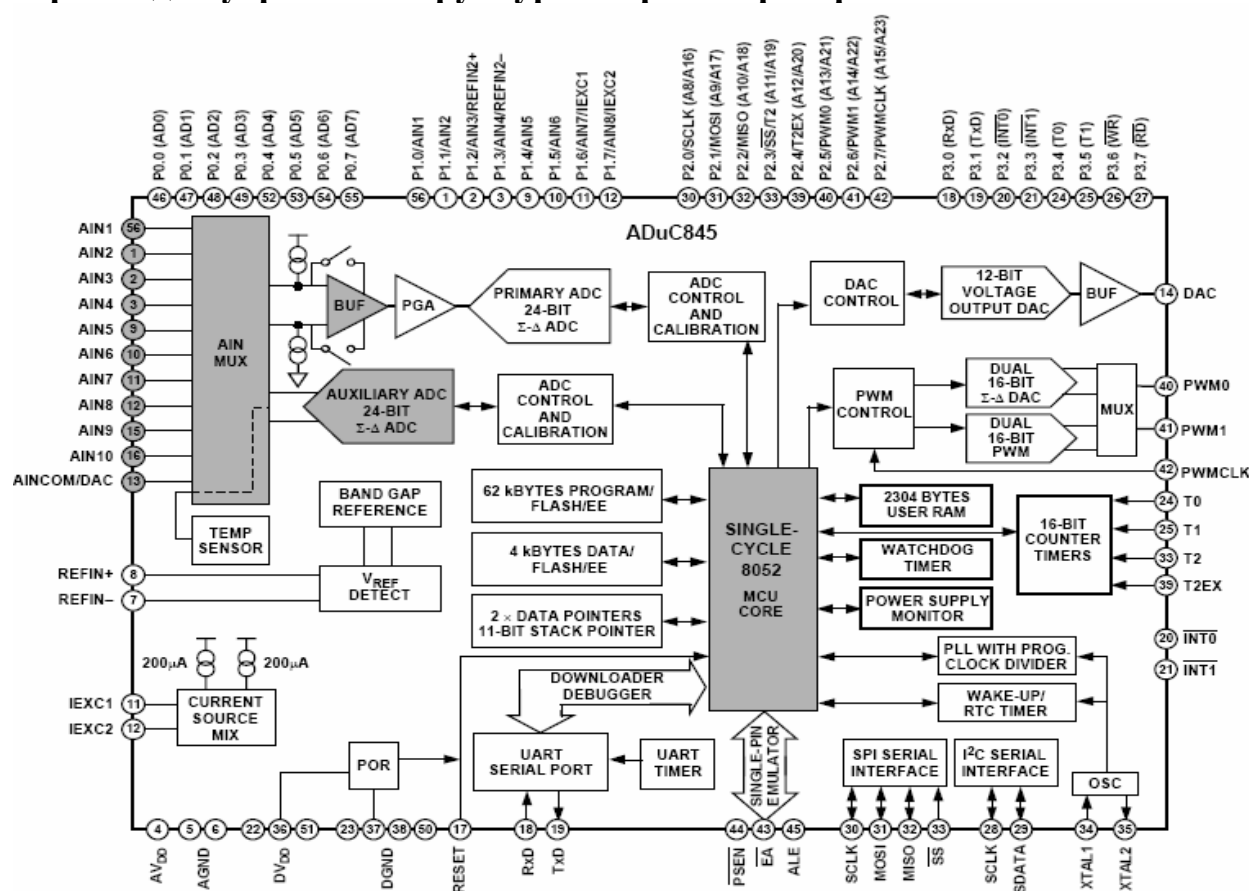 P0.0 (AD0)
P0.1 (AD1)
P0.2 (AD2)
P0.3 (AD3)
P0.4 (AD4)
P0.5 (AD5)
P0.6 (AD6)
P0.7 (AD7)
P1.0/AIN1
P1.1/AIN2
P1.2/AIN3/REFIN2+
P1.3/AIN4/REFIN2–
P1.4/AIN5
P1.5/AIN6
P1.6/AIN7/IEXC1
P1.7/AIN8/IEXC2
P2.0/SCLK (A8/A16)
P2.1/MOSI (A9/A17)
P2.2/MISO (A10/A18)
P2.3/SS/T2 (A11/A19)
P2.4/T2EX (A12/A20)
P2.5/PWM0 (A13/A21)
P2.6/PWM1 (A14/A22)
P2.7/PWMCLK (A15/A23)
P3.0 (RxD)
P3.1 (TxD)
P3.2 (INT0)
P3.3 (INT1)
P3.4 (T0)
P3.5 (T1)
P3.6 (WR)
P3.7 (RD)
46 47 48 49 52 53 54 55 56 1 2 3 9 10 11 12 30 31 32 33 39 40 41 42 18 19 20 21 24 25 26 27
ADuC845
AIN1 56
AIN2 1
AIN3 2
AIN4 3
AIN5 9
AIN6 10
AIN7 11
AIN8 12
AIN9 15
AIN10 16
AINCOM/DAC 13
AIN
MUX
BUF
PGA
PRIMARY ADC
24-BIT
Σ-Δ ADC
ADC
CONTROL
AND
CALIBRATION
DAC
CONTROL
12-BIT
VOLTAGE
OUTPUT DAC
BUF
14 DAC
AUXILIARY ADC
24-BIT
Σ-Δ ADC
ADC
CONTROL
AND
CALIBRATION
PWM
CONTROL
DUAL
16-BIT
Σ-Δ DAC
DUAL
16-BIT
PWM
MUX
40 PWM0
41 PWM1
42 PWMCLK
TEMP
SENSOR
BAND GAP
REFERENCE
VREF
DETECT
REFIN+ 8
REFIN– 7
62 kBYTES PROGRAM/
FLASH/EE
4 kBYTES DATA/
FLASH/EE
2 × DATA POINTERS
11-BIT STACK POINTER
SINGLE-
CYCLE
8052
MCU
CORE
2304 BYTES
USER RAM
WATCHDOG
TIMER
POWER SUPPLY
MONITOR
16-BIT
COUNTER
TIMERS
24 T0
25 T1
33 T2
39 T2EX
20 INT0
21 INT1
PLL WITH PROG.
CLOCK DIVIDER
WAKE-UP/
RTC TIMER
200µA 200µA
IEXC1 11
IEXC2 12
CURRENT
SOURCE
MIX
DOWNLOADER
DEBUGGER
POR
UART
SERIAL PORT
UART
TIMER
SINGLE-PIN
EMULATOR
SPI SERIAL
INTERFACE
I2C SERIAL
INTERFACE
OSC
4 5 6 22 36 51 23 37 38 50 17 18 19 44 43 45 30 31 32 33 28 29 34 35
AVDD
AGND
DVDD
DGND
RESET
RxD
TxD
PSEN
EA
ALE
SCLK
MOSI
MISO
SS
SCLK
SDATA
XTAL1
XTAL2